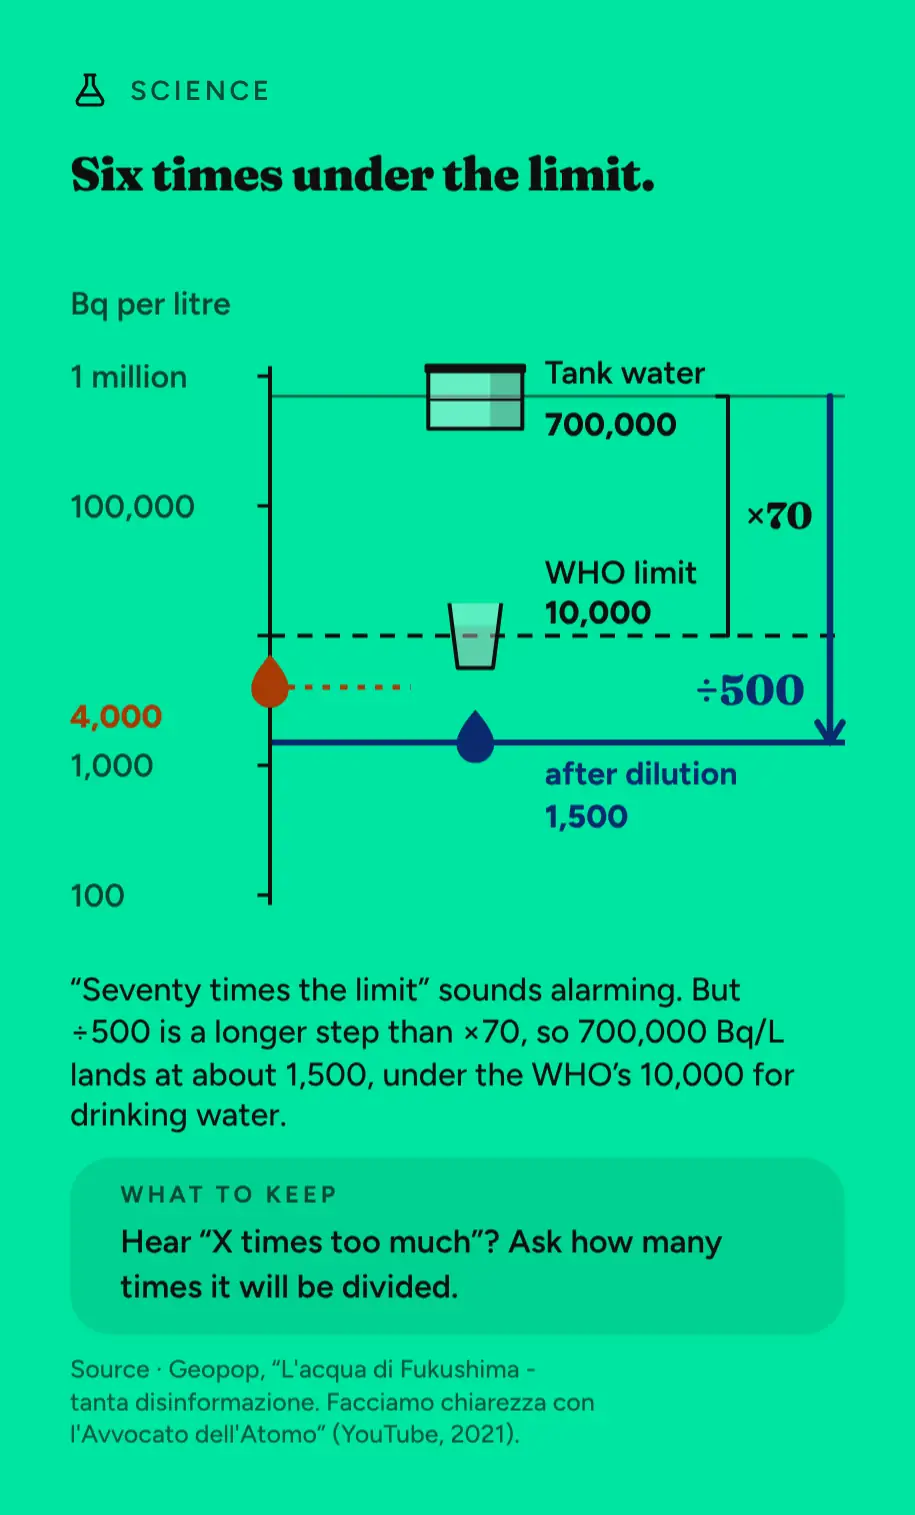 SCIENCE
Six times under the limit.
Bq per litre
1 million
Tank water
700,000
100,000
×70
WHO limit
10,000
÷500
4,000
1,000
after dilution
1,500
100
“Seventy times the limit” sounds alarming. But
÷500 is a longer step than ×70, so 700,000 Bq/L
lands at about 1,500, under the WHO’s 10,000 for
drinking water.
WHAT TO KEEP
Hear “X times too much”? Ask how many
times it will be divided.
Source · Geopop, “L'acqua di Fukushima -
tanta disinformazione. Facciamo chiarezza con
l'Avvocato dell'Atomo” (YouTube, 2021).